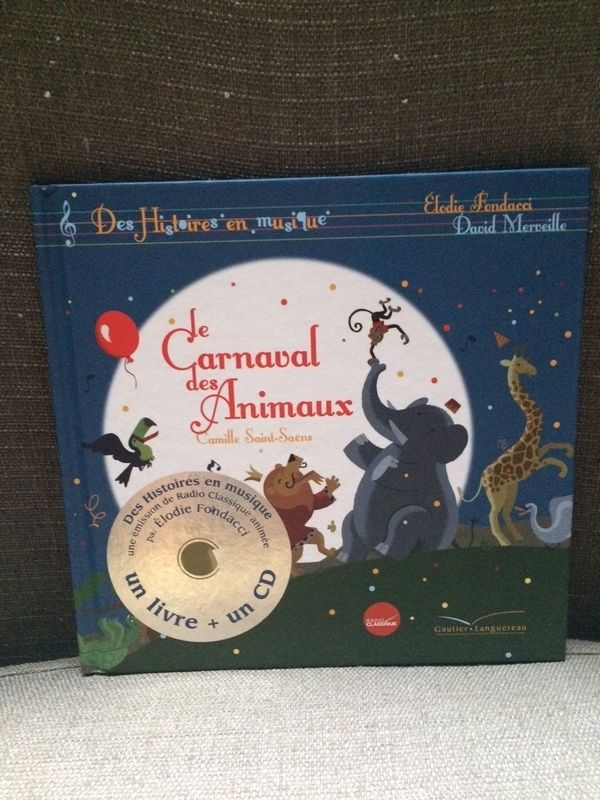 Des Histoires en musique
Élodie Fondacci
David Merveille
le
Carnaval
des
Animaux
Camille Saint-Saëns
Des Histoires en musique
une émission de Radio Classique animée
par Élodie Fondacci
un livre + un CD
RADIO
CLASSIQUE
Gautier • Languereau